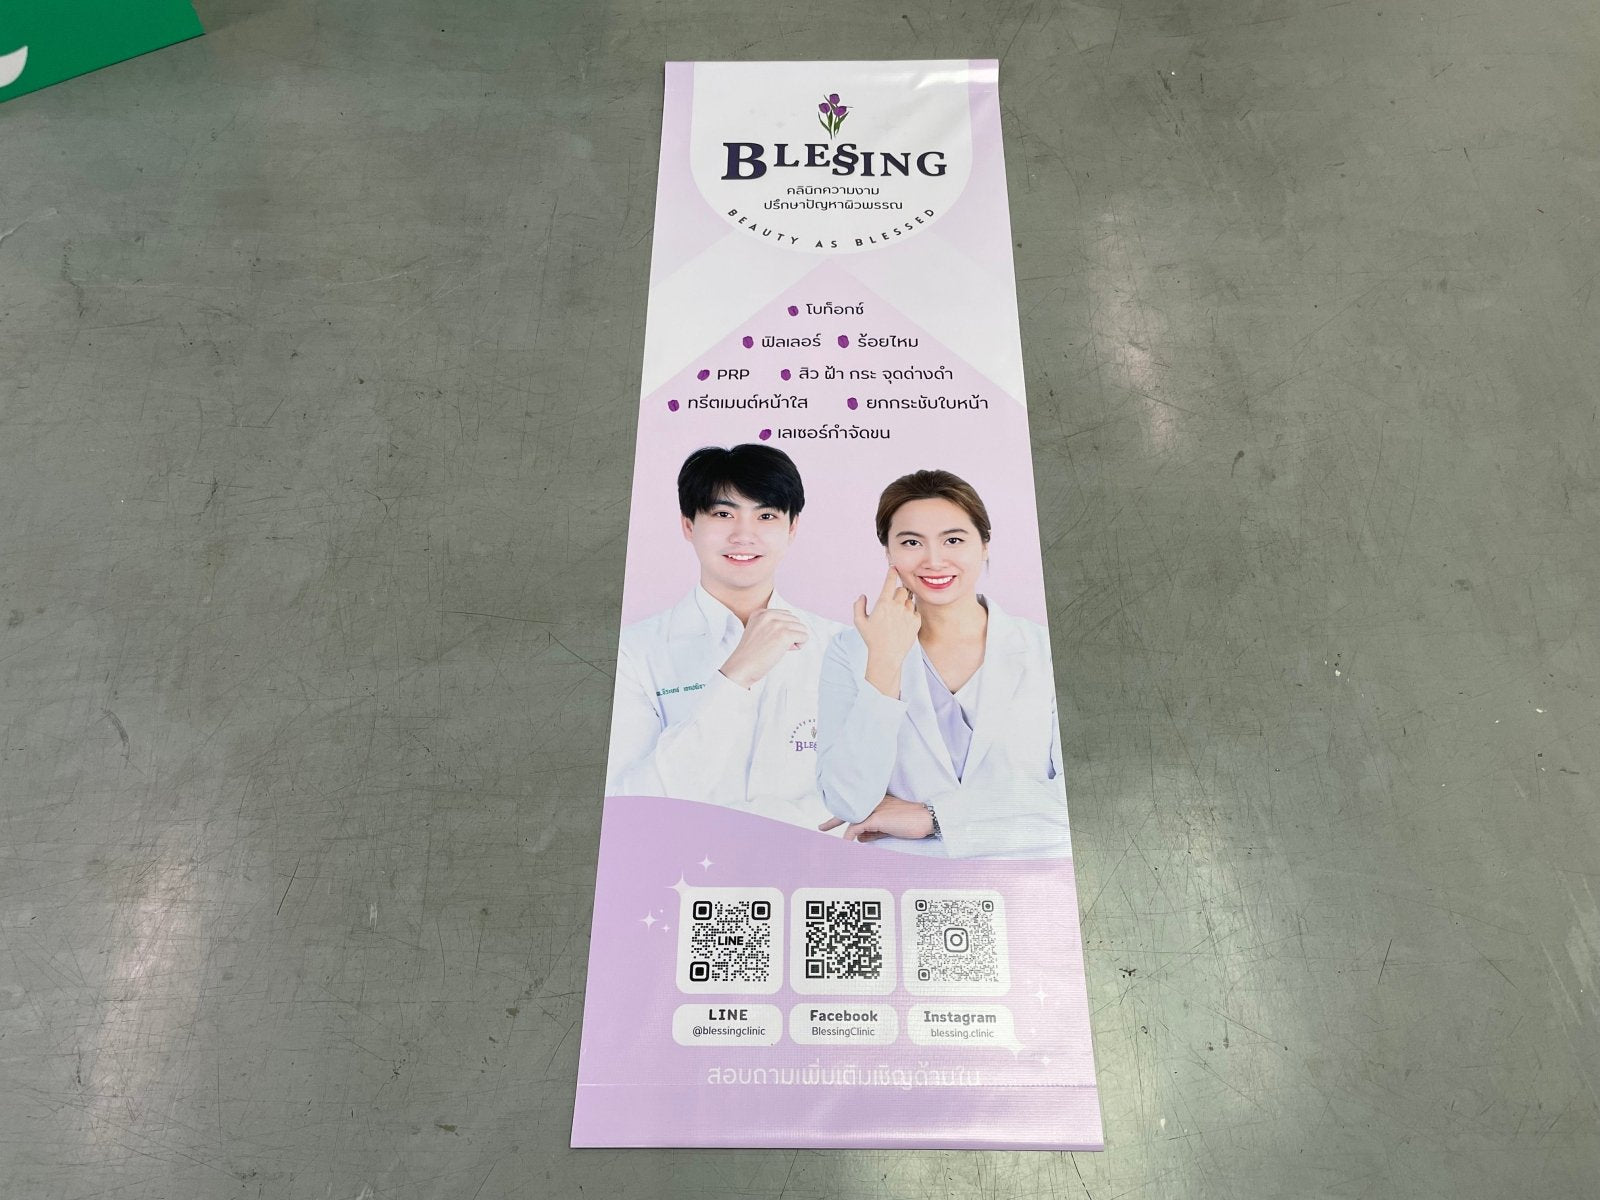 BLESSING
คลินิกความงาม
ปรึกษาปัญหาผิวพรรณ
BEAUTY AS BLESSED
โบท็อกซ์
ฟิลเลอร์ ร้อยไหม
PRP สิว ฝ้า กระ จุดด่างดำ
ทรีตเมนต์หน้าใส ยกกระชับใบหน้า
เลเซอร์กำจัดขน
LINE
LINE Facebook Instagram
@blessingclinic BlessingClinic blessing.clinic
สอบถามเพิ่มเติมเชิญด้านใน